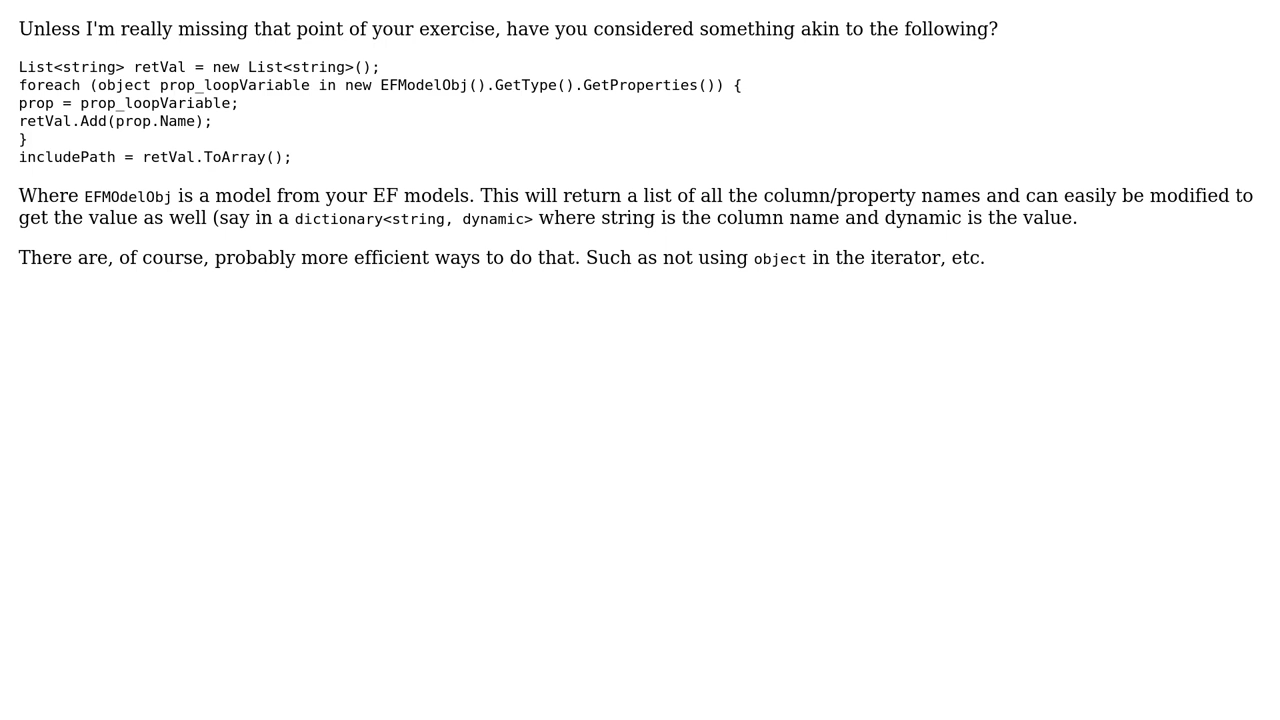 Unless I'm really missing that point of your exercise, have you considered something akin to the following?
List<string> retVal = new List<string>();
foreach (object prop_loopVariable in new EFModelObj().GetType().GetProperties()) {
prop = prop_loopVariable;
retVal.Add(prop.Name);
}
includePath = retVal.ToArray();
Where EFMOdelObj is a model from your EF models. This will return a list of all the column/property names and can easily be modified to
get the value as well (say in a dictionary<string, dynamic> where string is the column name and dynamic is the value.
There are, of course, probably more efficient ways to do that. Such as not using object in the iterator, etc.